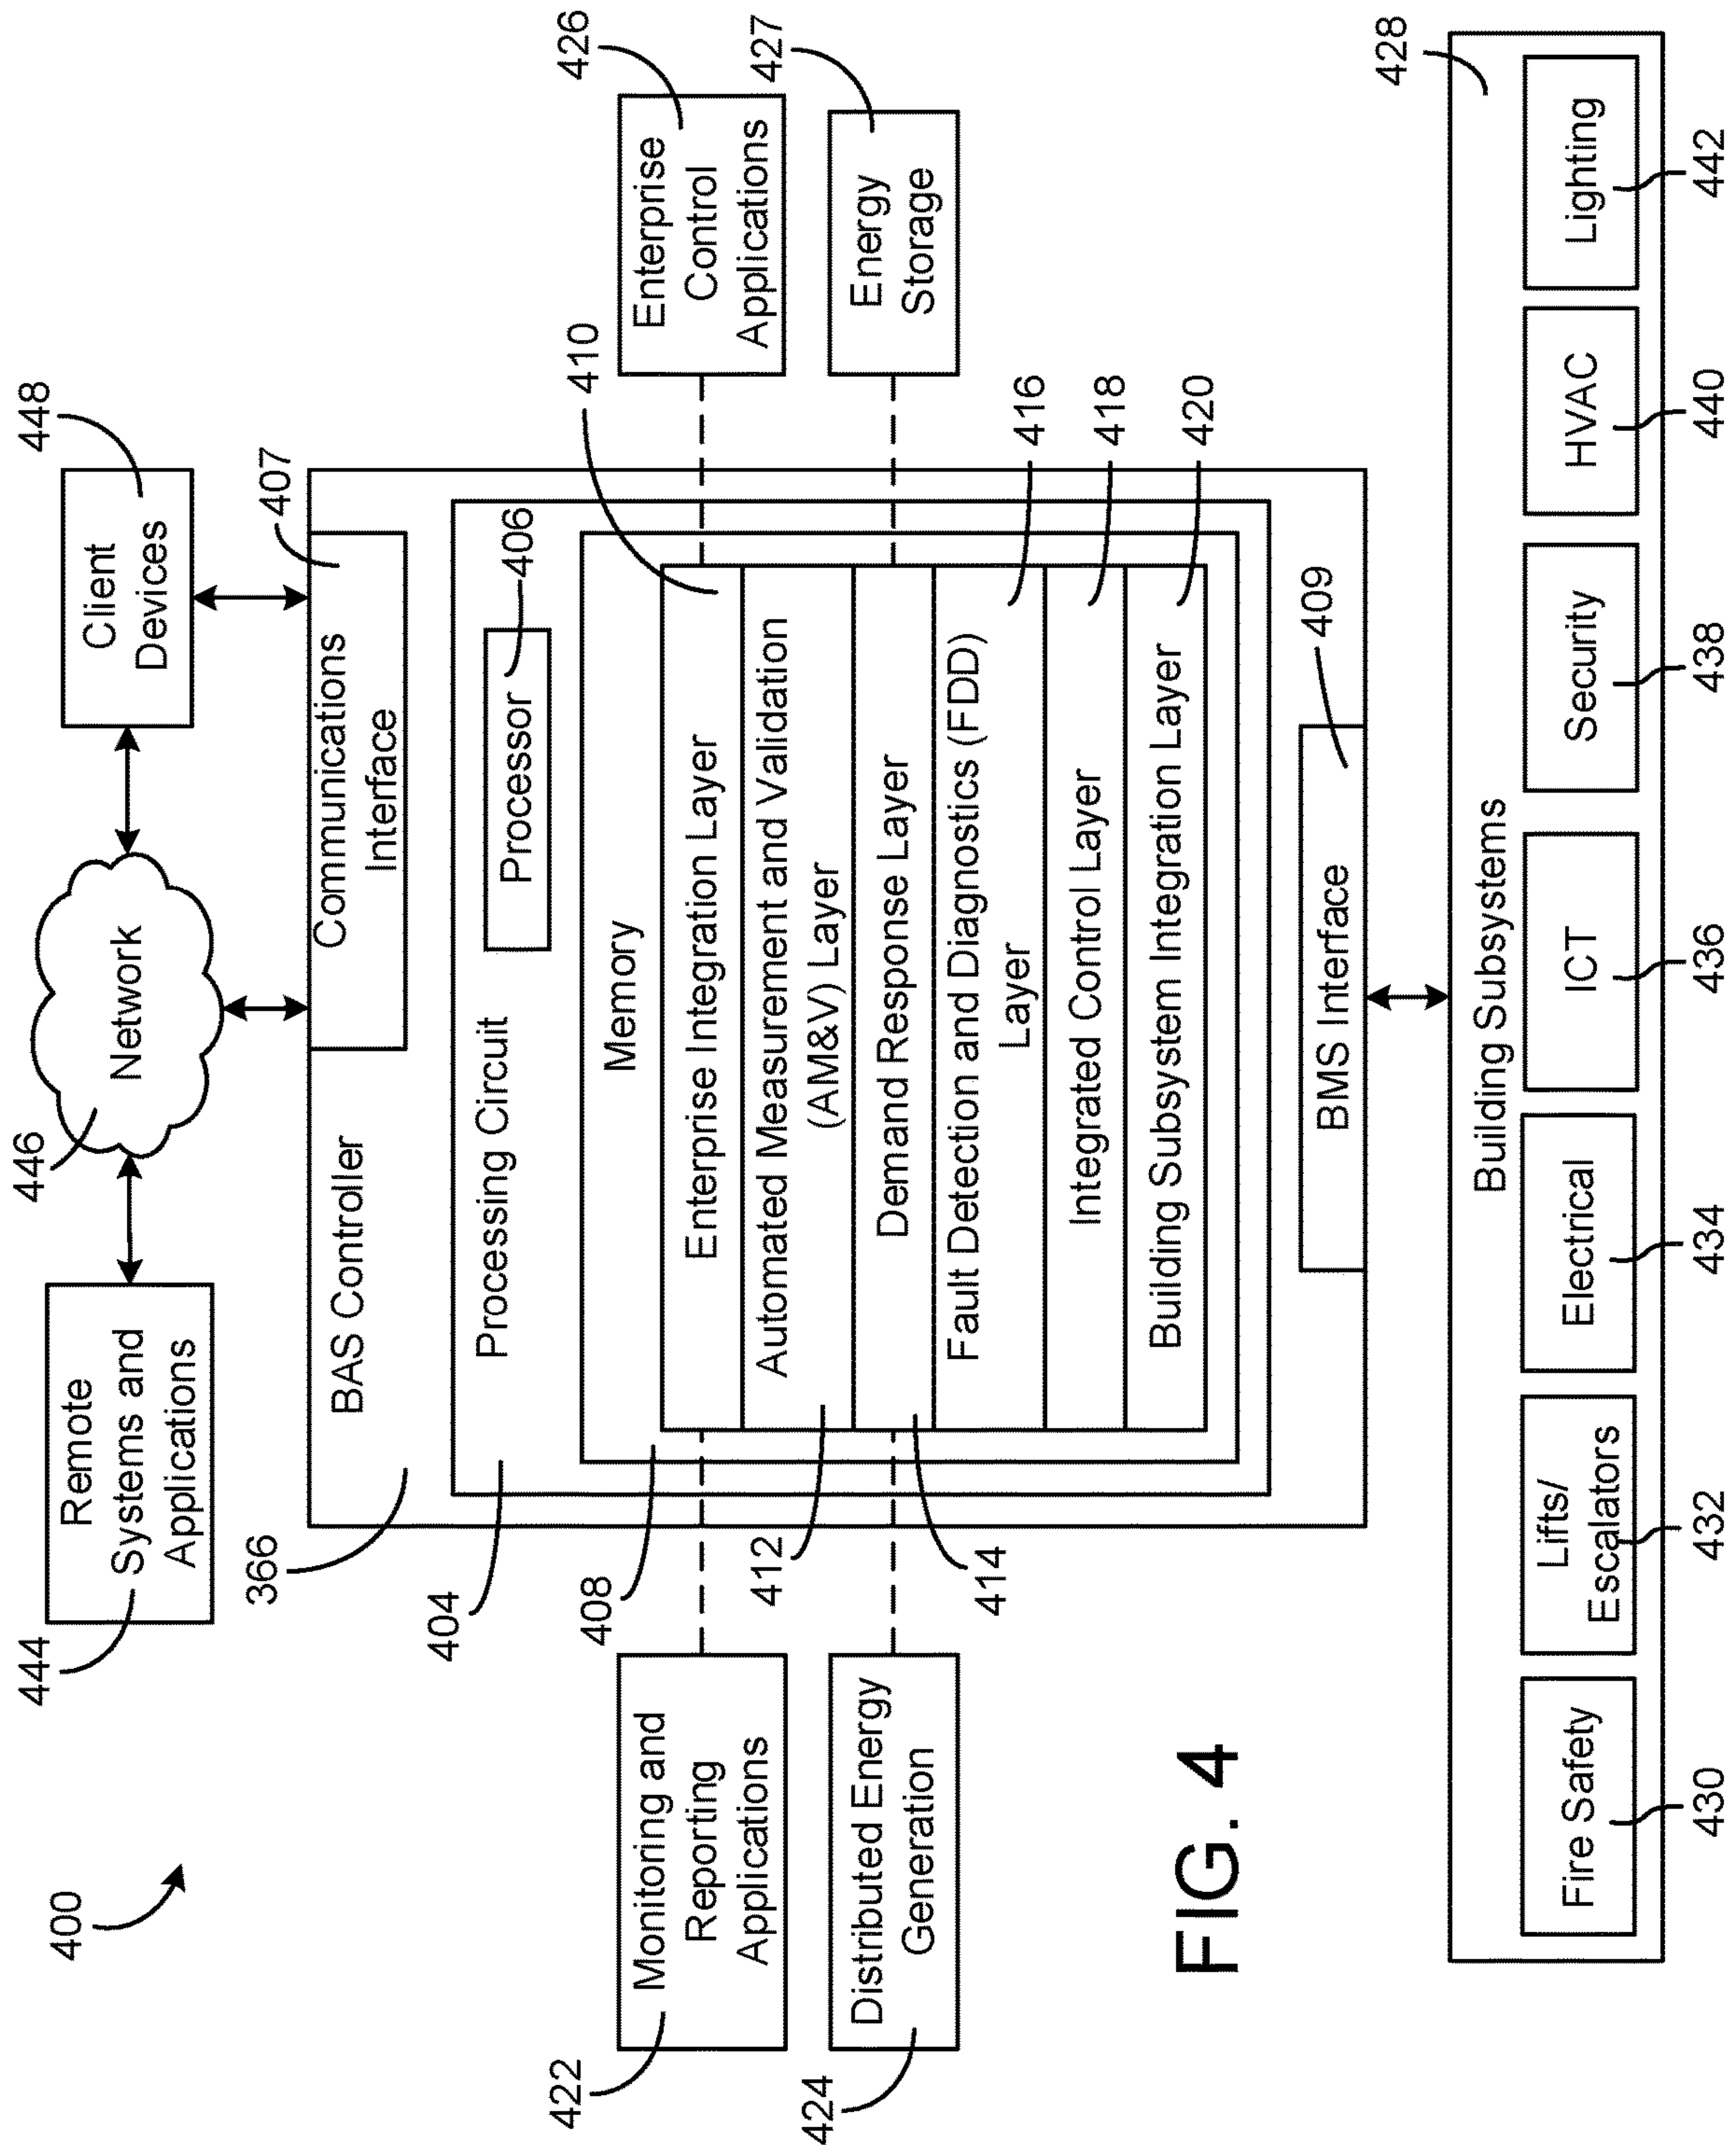 400
444
Remote
Systems and
Applications
446
Network
448
Client
Devices
366
BAS Controller
407
Communications
Interface
404
Processing Circuit
Processor
406
408
Memory
410
Enterprise Integration Layer
412
Automated Measurement and Validation
(AM&V) Layer
414
Demand Response Layer
Fault Detection and Diagnostics (FDD)
Layer
416
Integrated Control Layer
418
Building Subsystem Integration Layer
420
422
Monitoring and
Reporting
Applications
424
Distributed Energy
Generation
426
Enterprise
Control
Applications
427
Energy
Storage
BMS Interface
409
428
Building Subsystems
Fire Safety
Lifts/
Escalators
Electrical
ICT
Security
HVAC
Lighting
430
432
434
436
438
440
442
FIG. 4